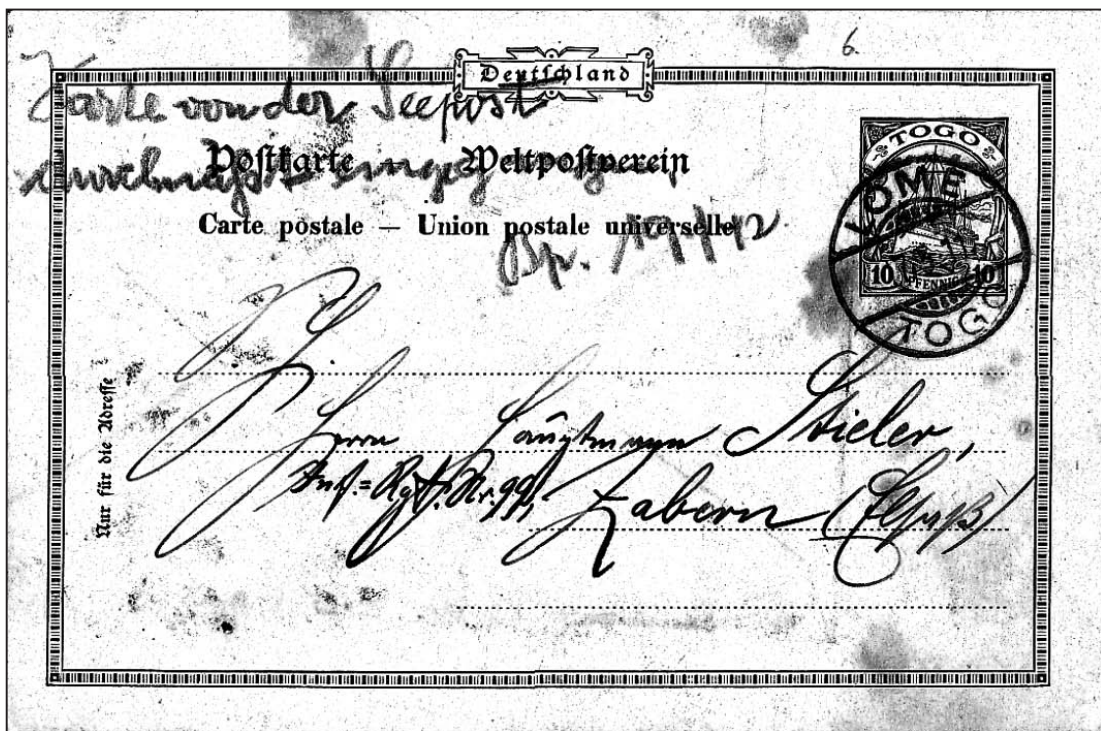 6.
Deutschland
Karte von der Seepost
Postkarte — Weltpostverein
Carte postale — Union postale universelle
Bp.
TOGO
10 PFENNIG 10
LOME
TOGO
Nur für die Adresse
Herrn Hauptmann Stieler,
Inf.=Rgt. Nr. 99,
Zabern (Elsaß)